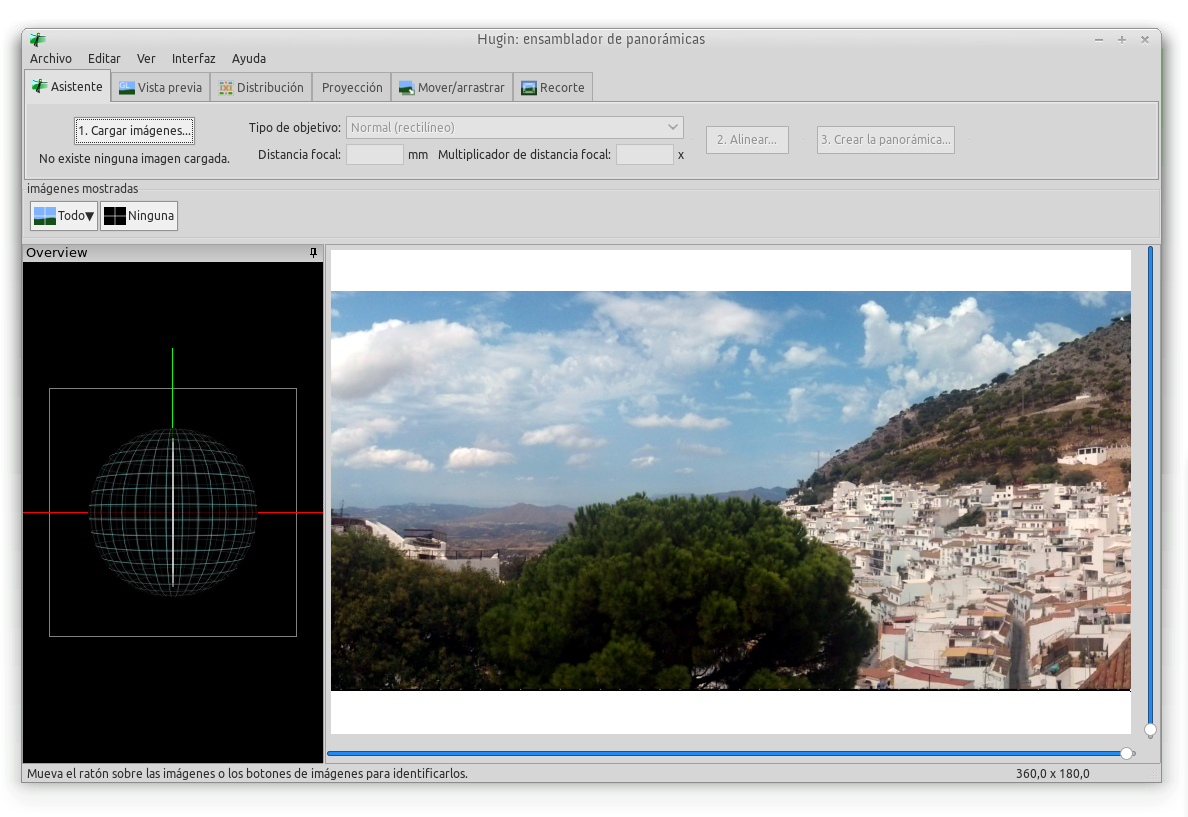 Hugin: ensamblador de panorámicas
Archivo Editar Ver Interfaz Ayuda
Asistente Vista previa Distribución Proyección Mover/arrastrar Recorte
1. Cargar imágenes... Tipo de objetivo: Normal (rectilíneo) 2. Alinear... 3. Crear la panorámica...
No existe ninguna imagen cargada. Distancia focal: mm Multiplicador de distancia focal: x
imágenes mostradas
Todo▼ Ninguna
Overview
Mueva el ratón sobre las imágenes o los botones de imágenes para identificarlos. 360,0 x 180,0